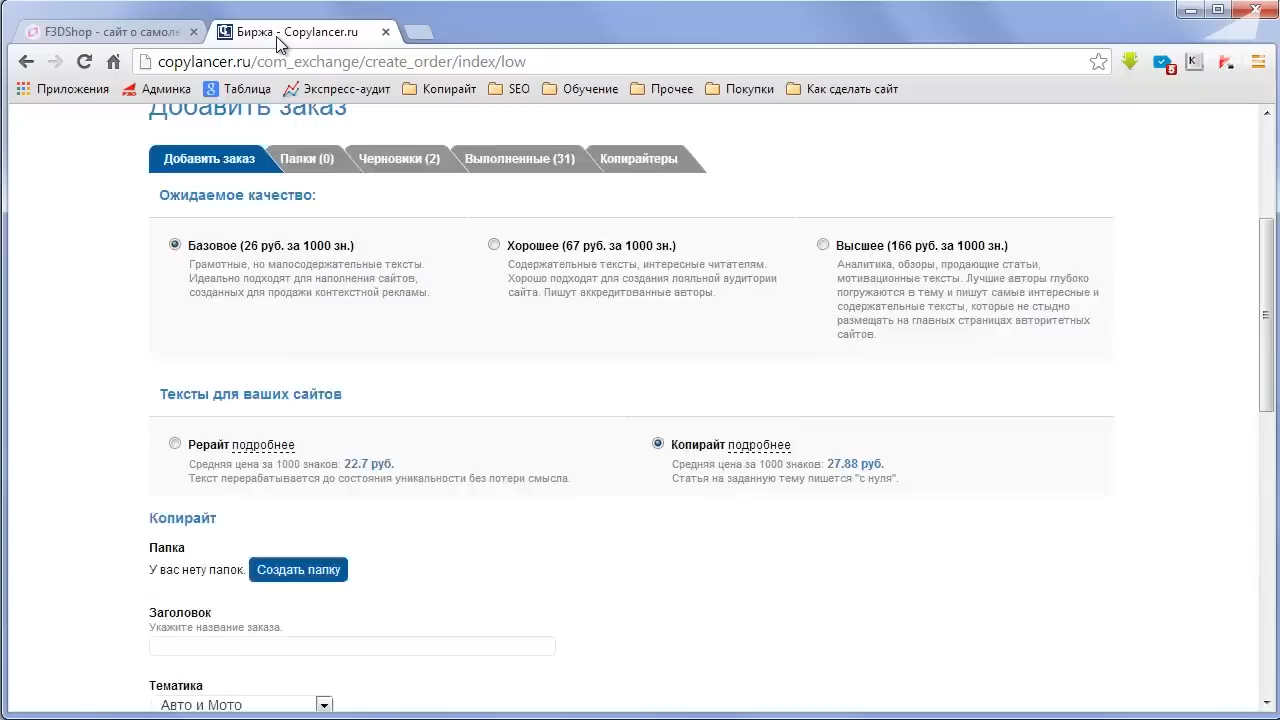 F3DShop - сайт о самоле
Биржа - Copylancer.ru
copylancer.ru/com_exchange/create_order/index/low
5
Приложения Админка Таблица Экспресс-аудит Копирайт SEO Обучение Прочее Покупки Как сделать сайт
Добавить заказ
Добавить заказ Папки (0) Черновики (2) Выполненные (31) Копирайтеры
Ожидаемое качество:
Базовое (26 руб. за 1000 зн.)
Грамотные, но малосодержательные тексты.
Идеально подходят для наполнения сайтов,
созданных для продажи контекстной рекламы.
Хорошее (67 руб. за 1000 зн.)
Содержательные тексты, интересные читателям.
Хорошо подходят для создания лояльной аудитории
сайта. Пишут аккредитованные авторы.
Высшее (166 руб. за 1000 зн.)
Аналитика, обзоры, продающие статьи,
мотивационные тексты. Лучшие авторы глубоко
погружаются в тему и пишут самые интересные и
содержательные тексты, которые не стыдно
размещать на главных страницах авторитетных
сайтов.
Тексты для ваших сайтов
Рерайт подробнее
Средняя цена за 1000 знаков: 22.7 руб.
Текст перерабатывается до состояния уникальности без потери смысла.
Копирайт подробнее
Средняя цена за 1000 знаков: 27.88 руб.
Статья на заданную тему пишется "с нуля".
Копирайт
Папка
У вас нету папок. Создать папку
Заголовок
Укажите название заказа.
Тематика
Авто и Мото